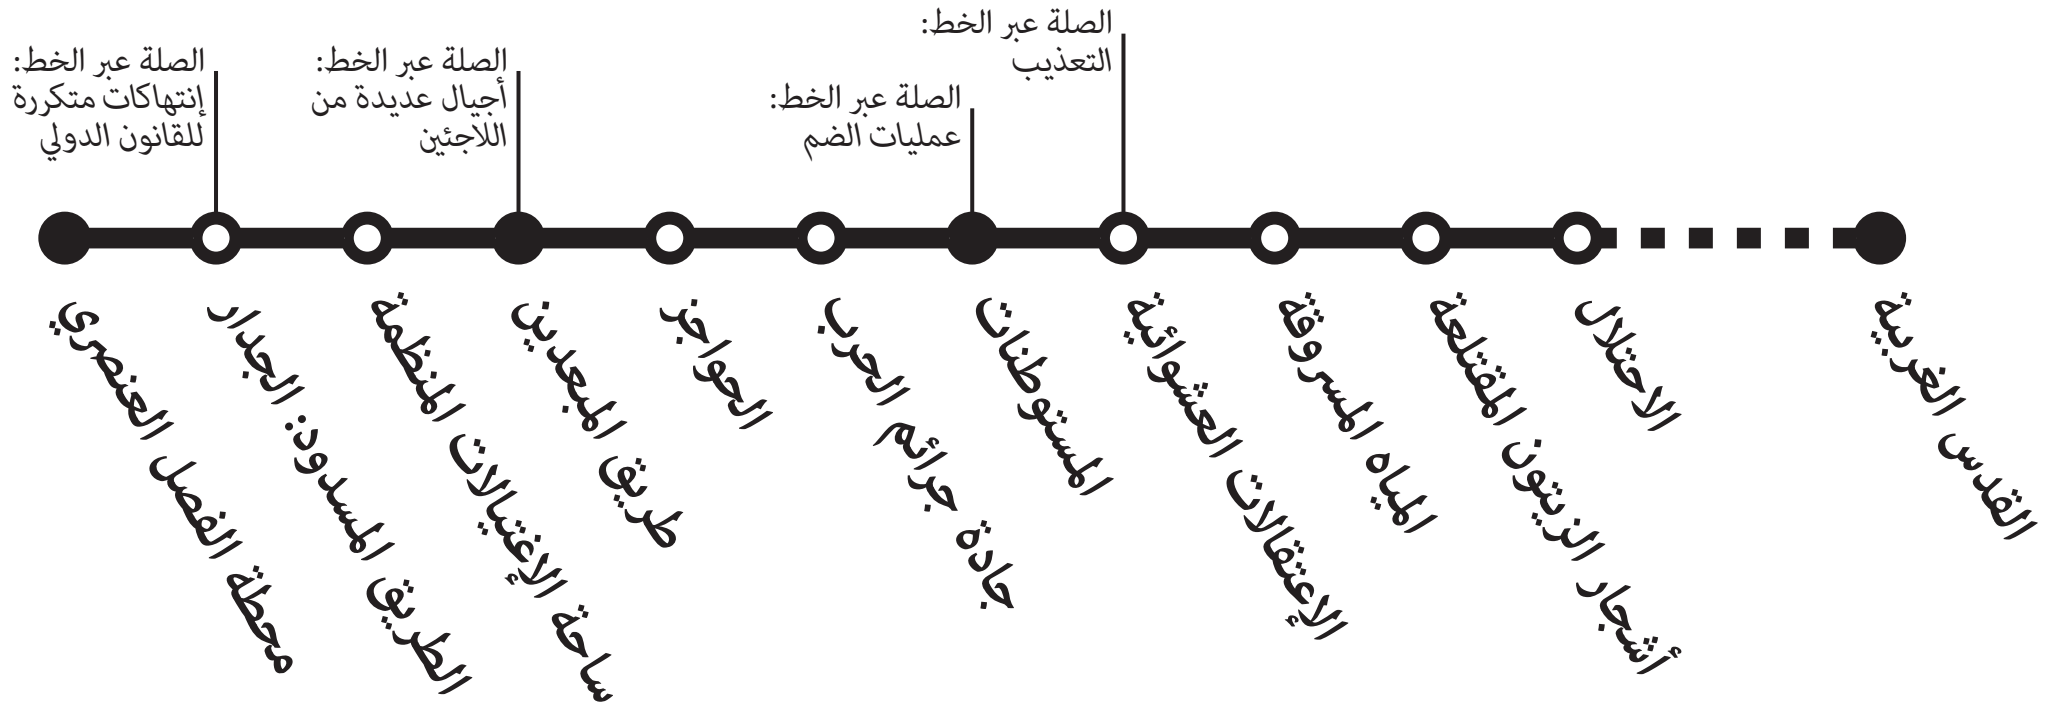 الصلة عبر الخط:
التعذيب
الصلة عبر الخط:
عمليات الضم
الصلة عبر الخط:
أجيال عديدة من
اللاجئين
الصلة عبر الخط:
إنتهاكات متكررة
للقانون الدولي
القدس الغربية
الاحتلال
أشجار الزيتون المقتلعة
المياه المسروقة
الإعتقالات العشوائية
المستوطنات
جادة جرائم الحرب
الحواجز
طريق المبعدين
ساحة الإغتيالات المنظمة
الطريق المسدود: الجدار
محطة الفصل العنصري